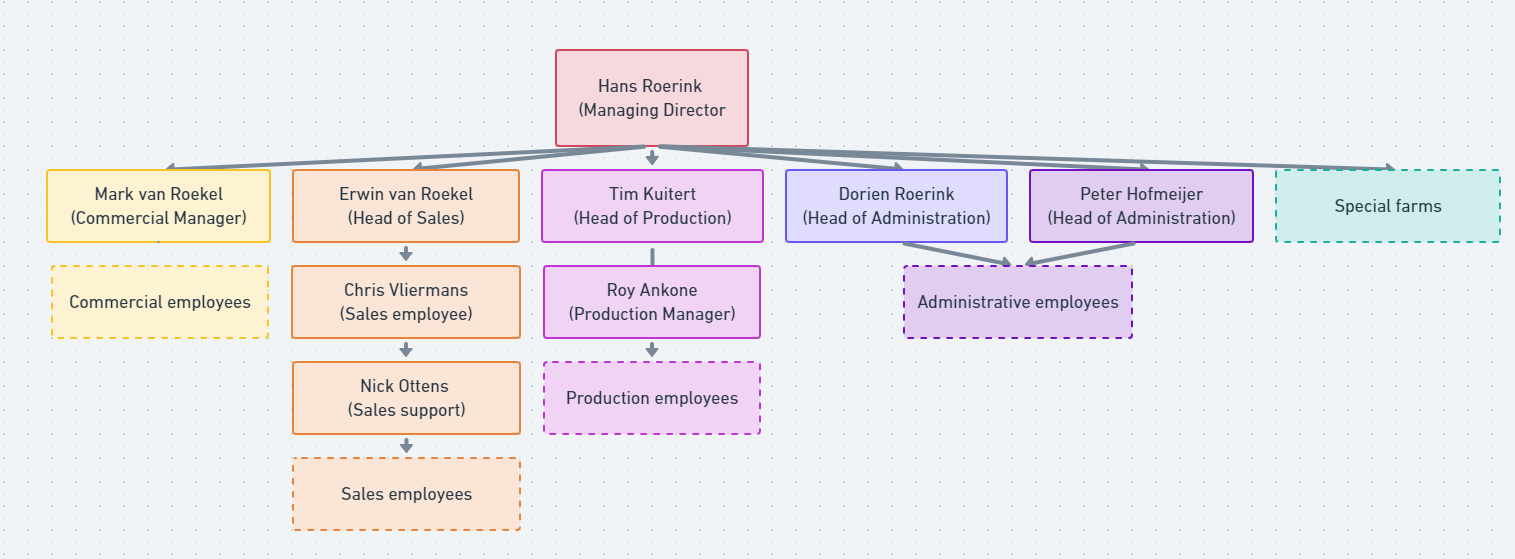 Hans Roerink
(Managing Director
Mark van Roekel
(Commercial Manager)
Erwin van Roekel
(Head of Sales)
Tim Kuitert
(Head of Production)
Dorien Roerink
(Head of Administration)
Peter Hofmeijer
(Head of Administration)
Special farms
Commercial employees
Chris Vliermans
(Sales employee)
Roy Ankone
(Production Manager)
Administrative employees
Nick Ottens
(Sales support)
Production employees
Sales employees